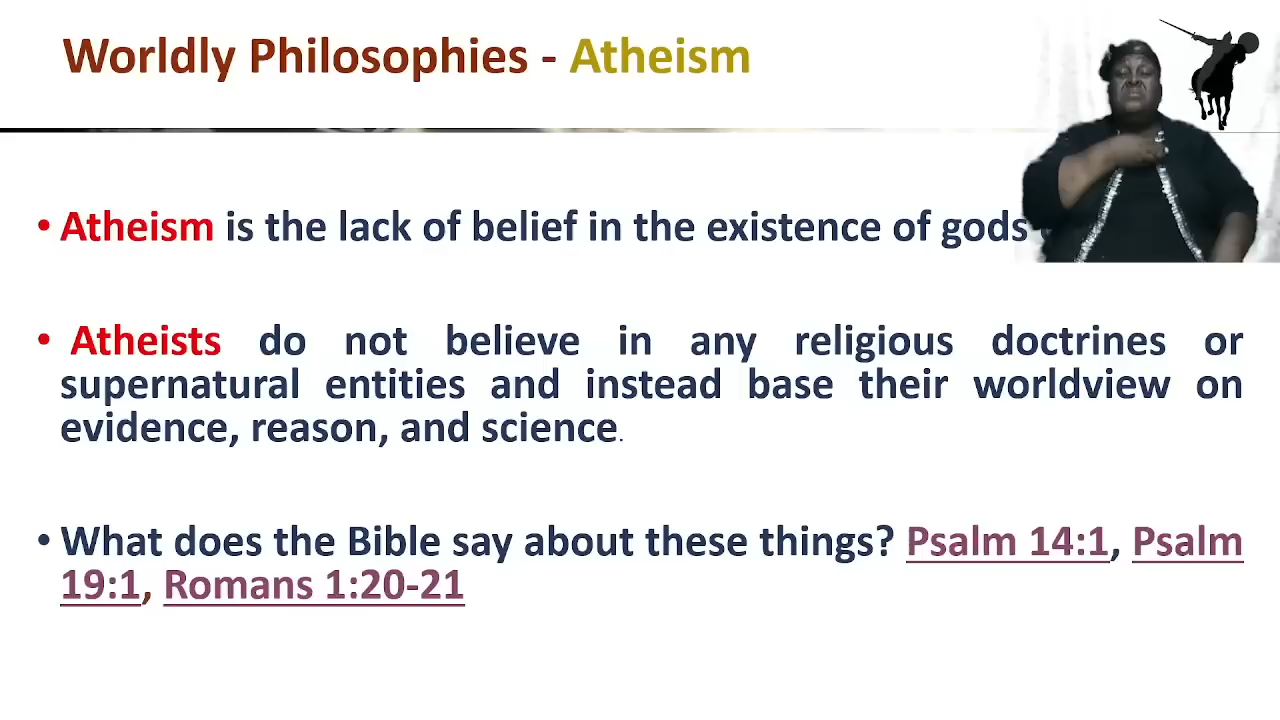 Worldly Philosophies - Atheism
• Atheism is the lack of belief in the existence of gods
• Atheists do not believe in any religious doctrines or
supernatural entities and instead base their worldview on
evidence, reason, and science.
• What does the Bible say about these things? Psalm 14:1, Psalm
19:1, Romans 1:20-21